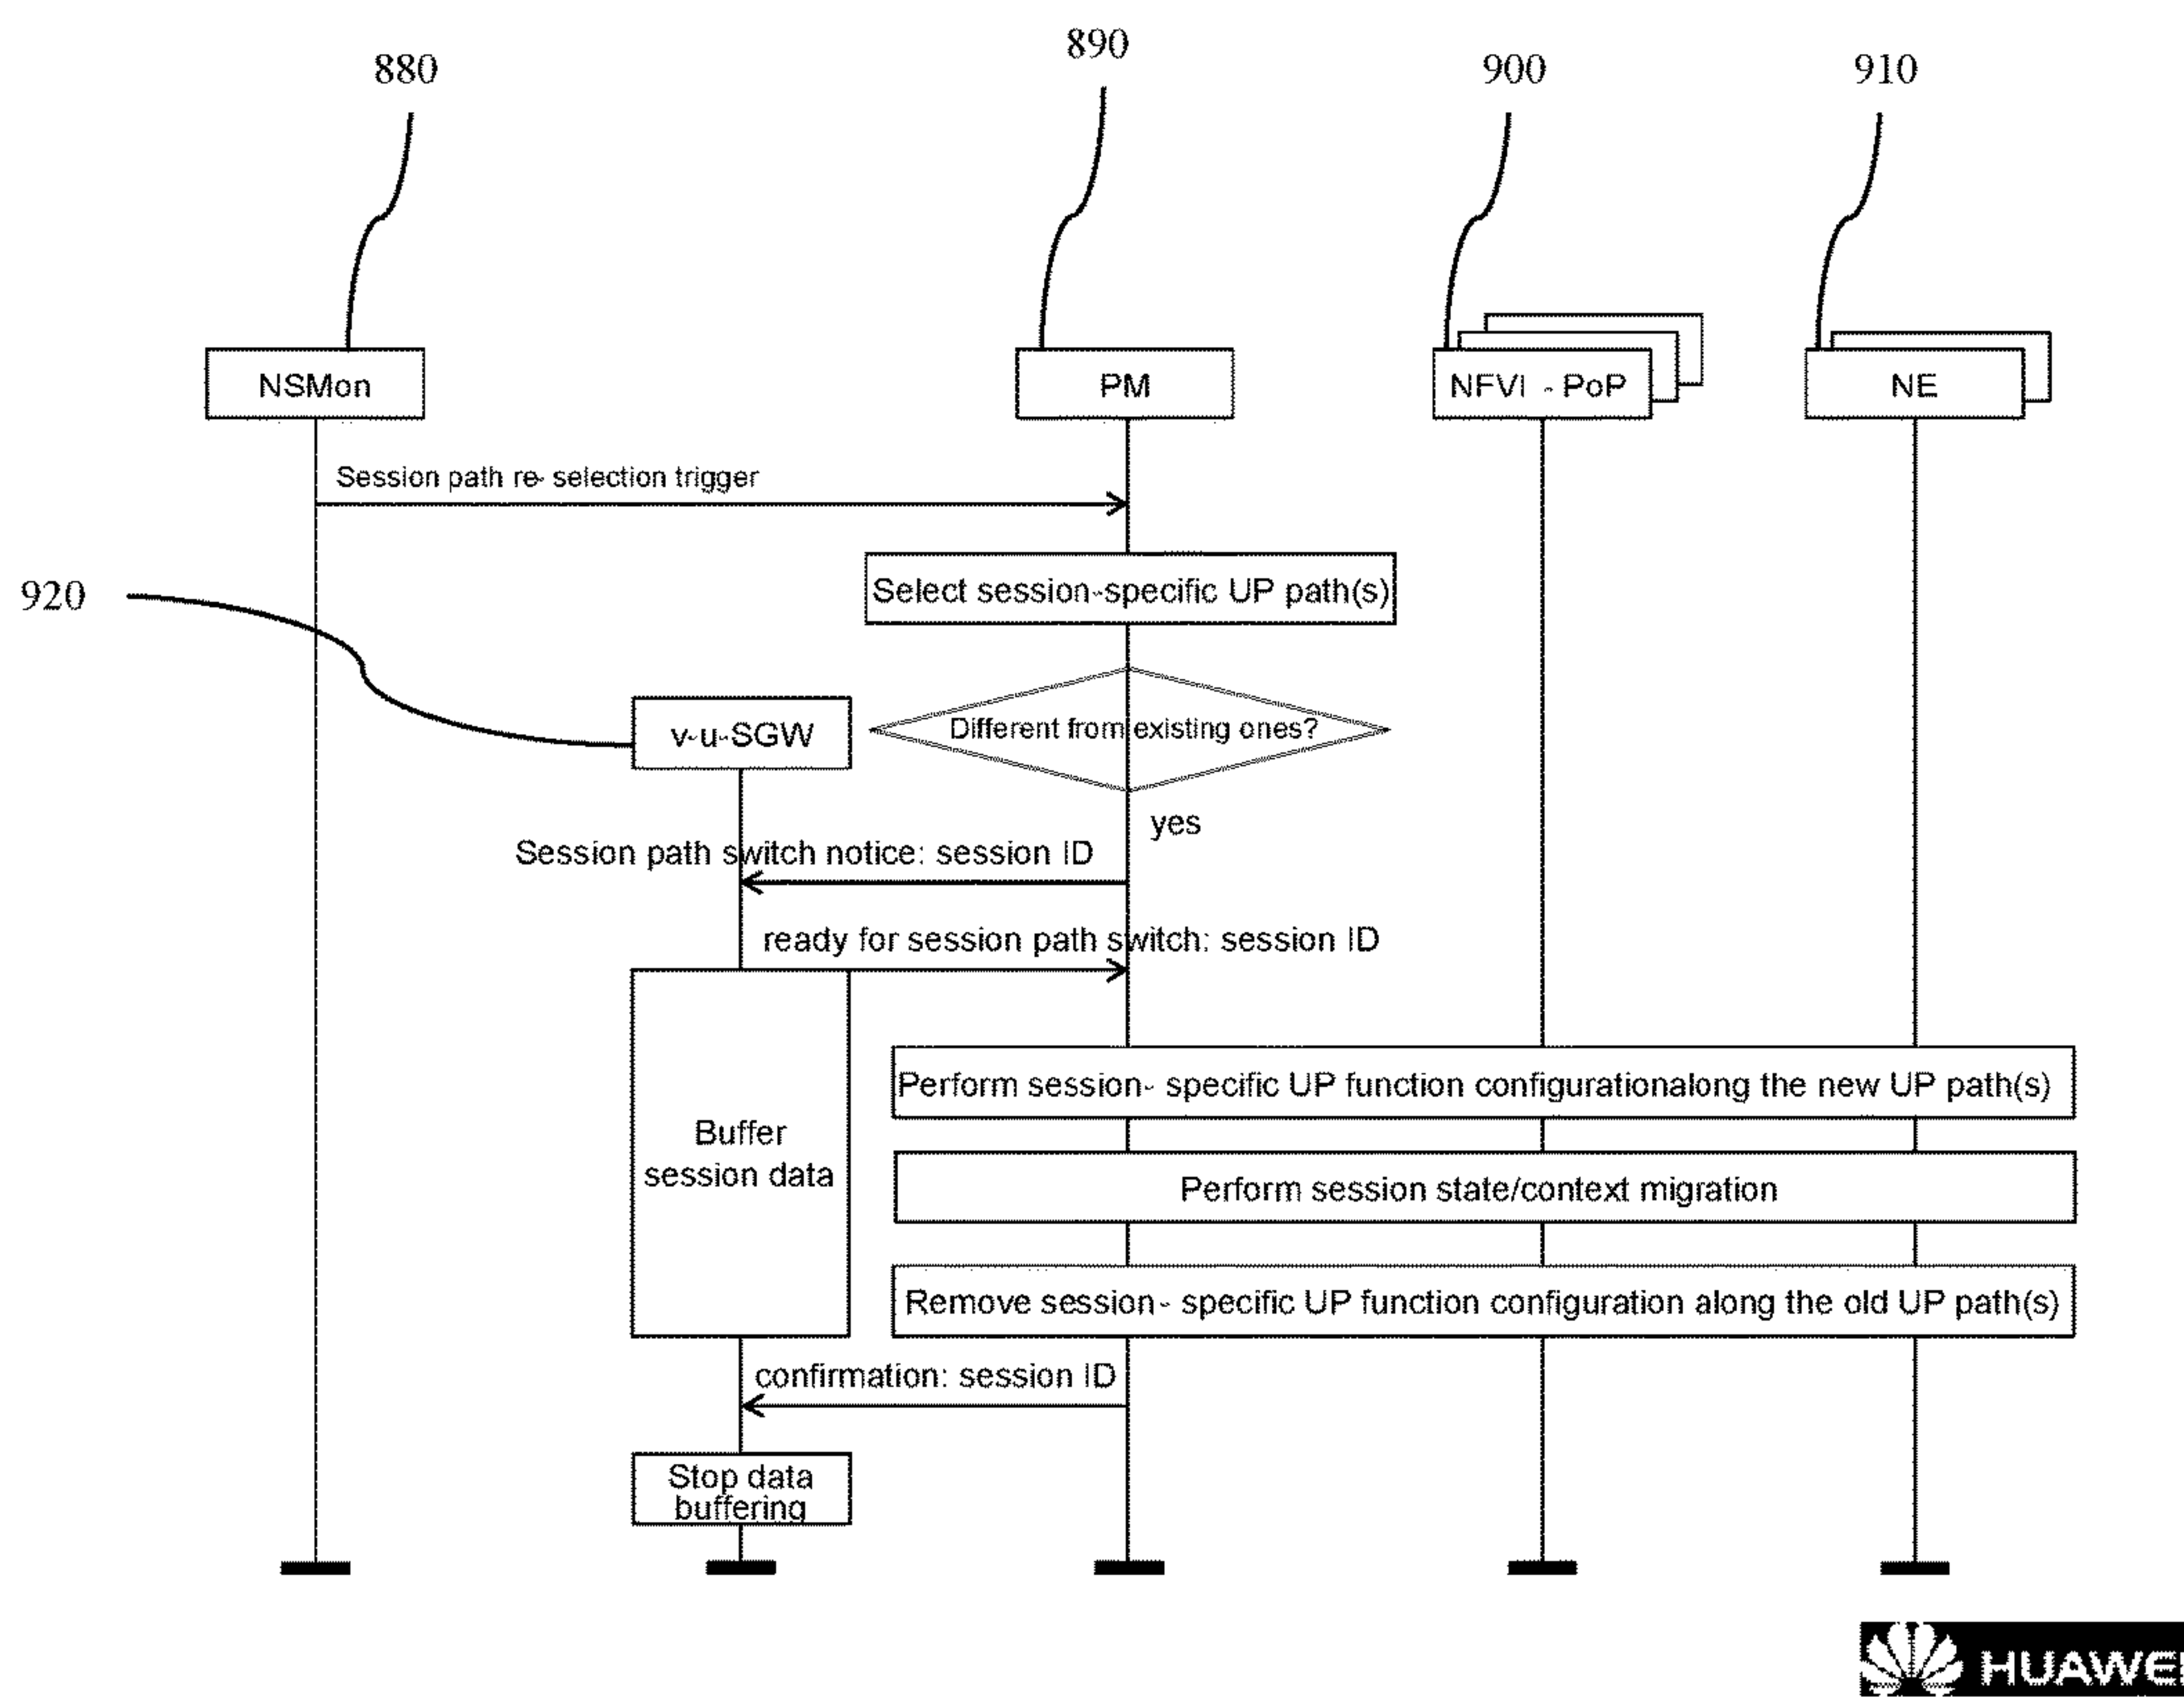 880
890
900
910
NSMon
PM
NFVI - PoP
NE
Session path re- selection trigger
Select session-specific UP path(s)
920
v-u-SGW
Different from existing ones?
yes
Session path switch notice: session ID
ready for session path switch: session ID
Perform session- specific UP function configurationalong the new UP path(s)
Buffer
session data
Perform session state/context migration
Remove session- specific UP function configuration along the old UP path(s)
confirmation: session ID
Stop data
buffering
HUAWEI